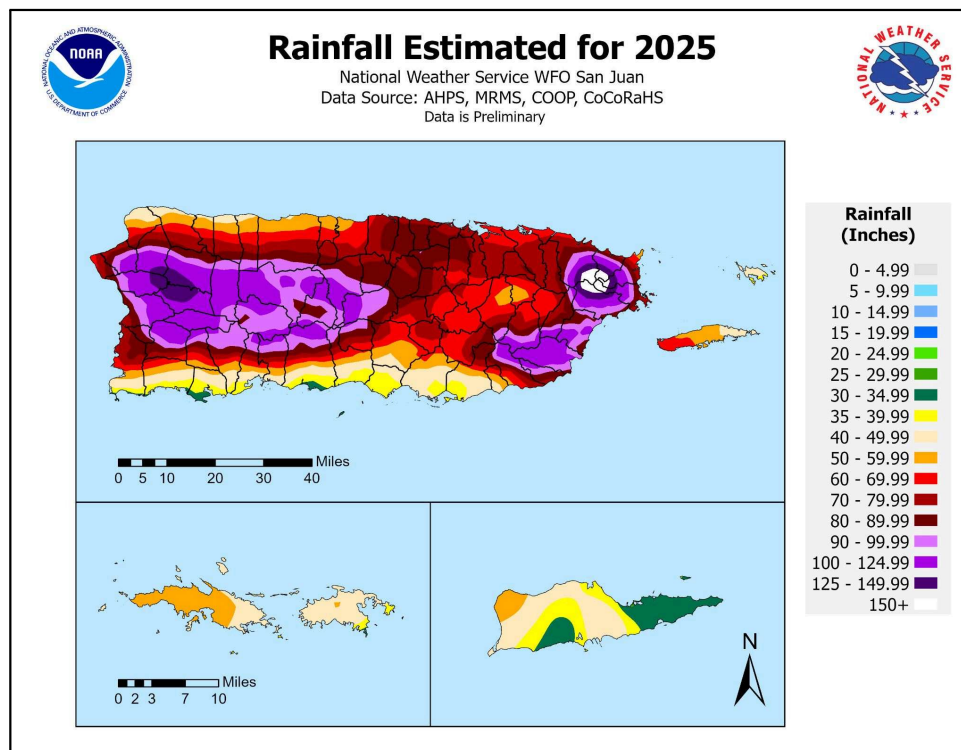 NATIONAL OCEANIC AND ATMOSPHERIC ADMINISTRATION
NOAA
U.S. DEPARTMENT OF COMMERCE
Rainfall Estimated for 2025
National Weather Service WFO San Juan
Data Source: AHPS, MRMS, COOP, CoCoRaHS
Data is Preliminary
NATIONAL WEATHER SERVICE
Rainfall
(Inches)
0 - 4.99
5 - 9.99
10 - 14.99
15 - 19.99
20 - 24.99
25 - 29.99
30 - 34.99
35 - 39.99
40 - 49.99
50 - 59.99
60 - 69.99
70 - 79.99
80 - 89.99
90 - 99.99
100 - 124.99
125 - 149.99
150+
Miles
0 5 10 20 30 40
Miles
0 2 3 7 10
N